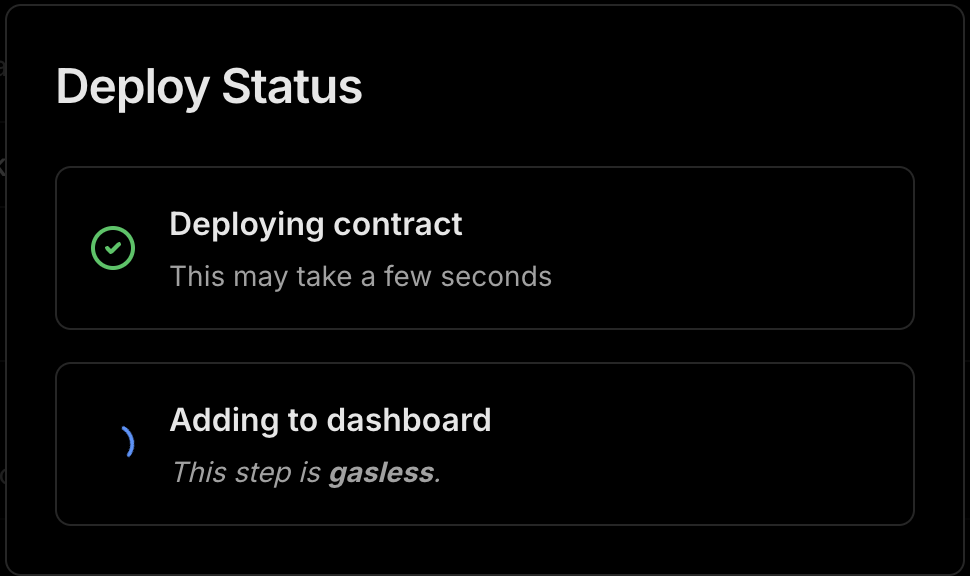 Deploy Status
Deploying contract
This may take a few seconds
Adding to dashboard
This step is gasless.